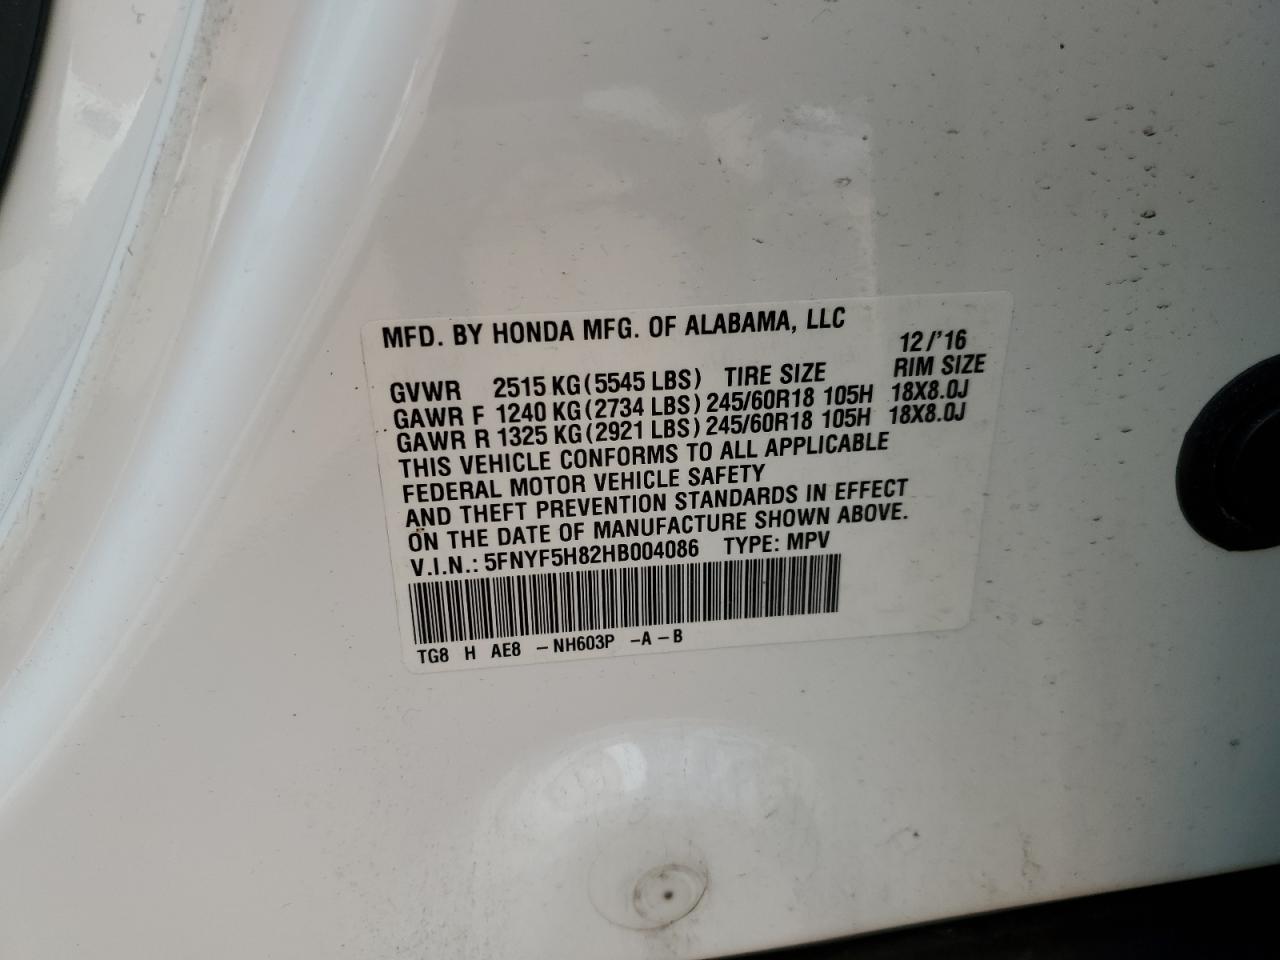 MFD. BY HONDA MFG. OF ALABAMA, LLC 12/'16
GVWR 2515 KG (5545 LBS) TIRE SIZE RIM SIZE
GAWR F 1240 KG (2734 LBS) 245/60R18 105H 18X8.0J
GAWR R 1325 KG (2921 LBS) 245/60R18 105H 18X8.0J
THIS VEHICLE CONFORMS TO ALL APPLICABLE
FEDERAL MOTOR VEHICLE SAFETY
AND THEFT PREVENTION STANDARDS IN EFFECT
ON THE DATE OF MANUFACTURE SHOWN ABOVE.
V.I.N.: 5FNYF5H82HB004086 TYPE: MPV
TG8 H AE8 – NH603P –A – B